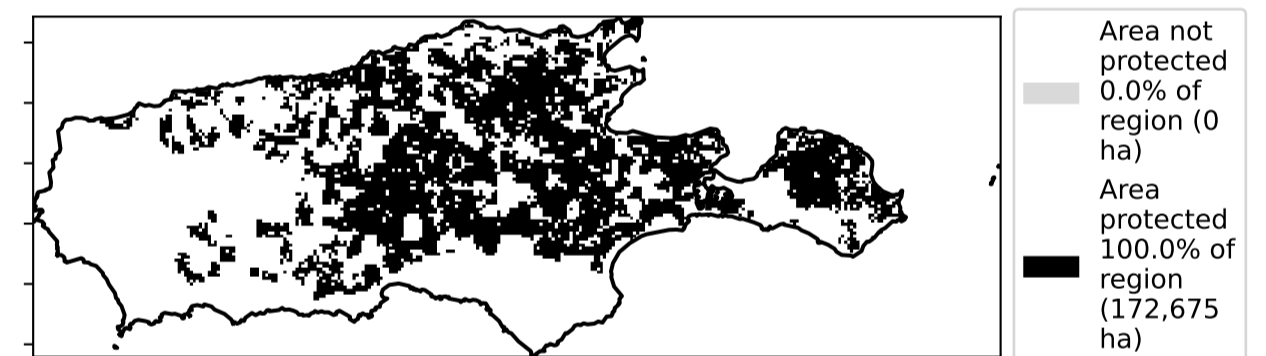 Area not
protected
0.0% of
region (0
ha)
Area
protected
100.0% of
region
(172,675
ha)